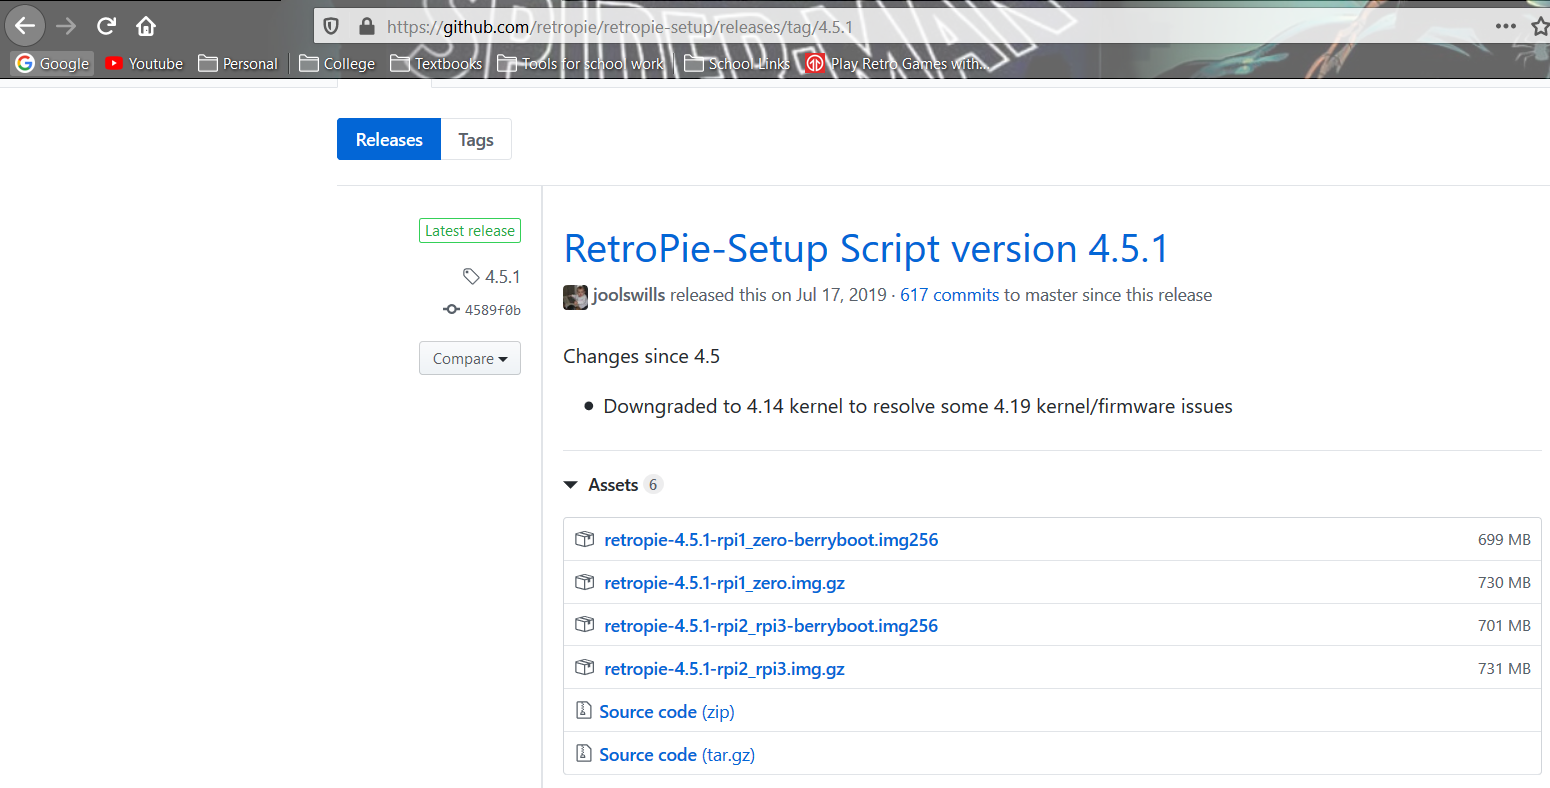 https://github.com/retropie/retropie-setup/releases/tag/4.5.1
Google Youtube Personal College Textbooks Tools for school work School Links Play Retro Games with...
SPIDER-MAN
Releases Tags
Latest release
4.5.1
4589f0b
Compare
RetroPie-Setup Script version 4.5.1
joolswills released this on Jul 17, 2019 · 617 commits to master since this release
Changes since 4.5
• Downgraded to 4.14 kernel to resolve some 4.19 kernel/firmware issues
Assets 6
retropie-4.5.1-rpi1_zero-berryboot.img256 699 MB
retropie-4.5.1-rpi1_zero.img.gz 730 MB
retropie-4.5.1-rpi2_rpi3-berryboot.img256 701 MB
retropie-4.5.1-rpi2_rpi3.img.gz 731 MB
Source code (zip)
Source code (tar.gz)